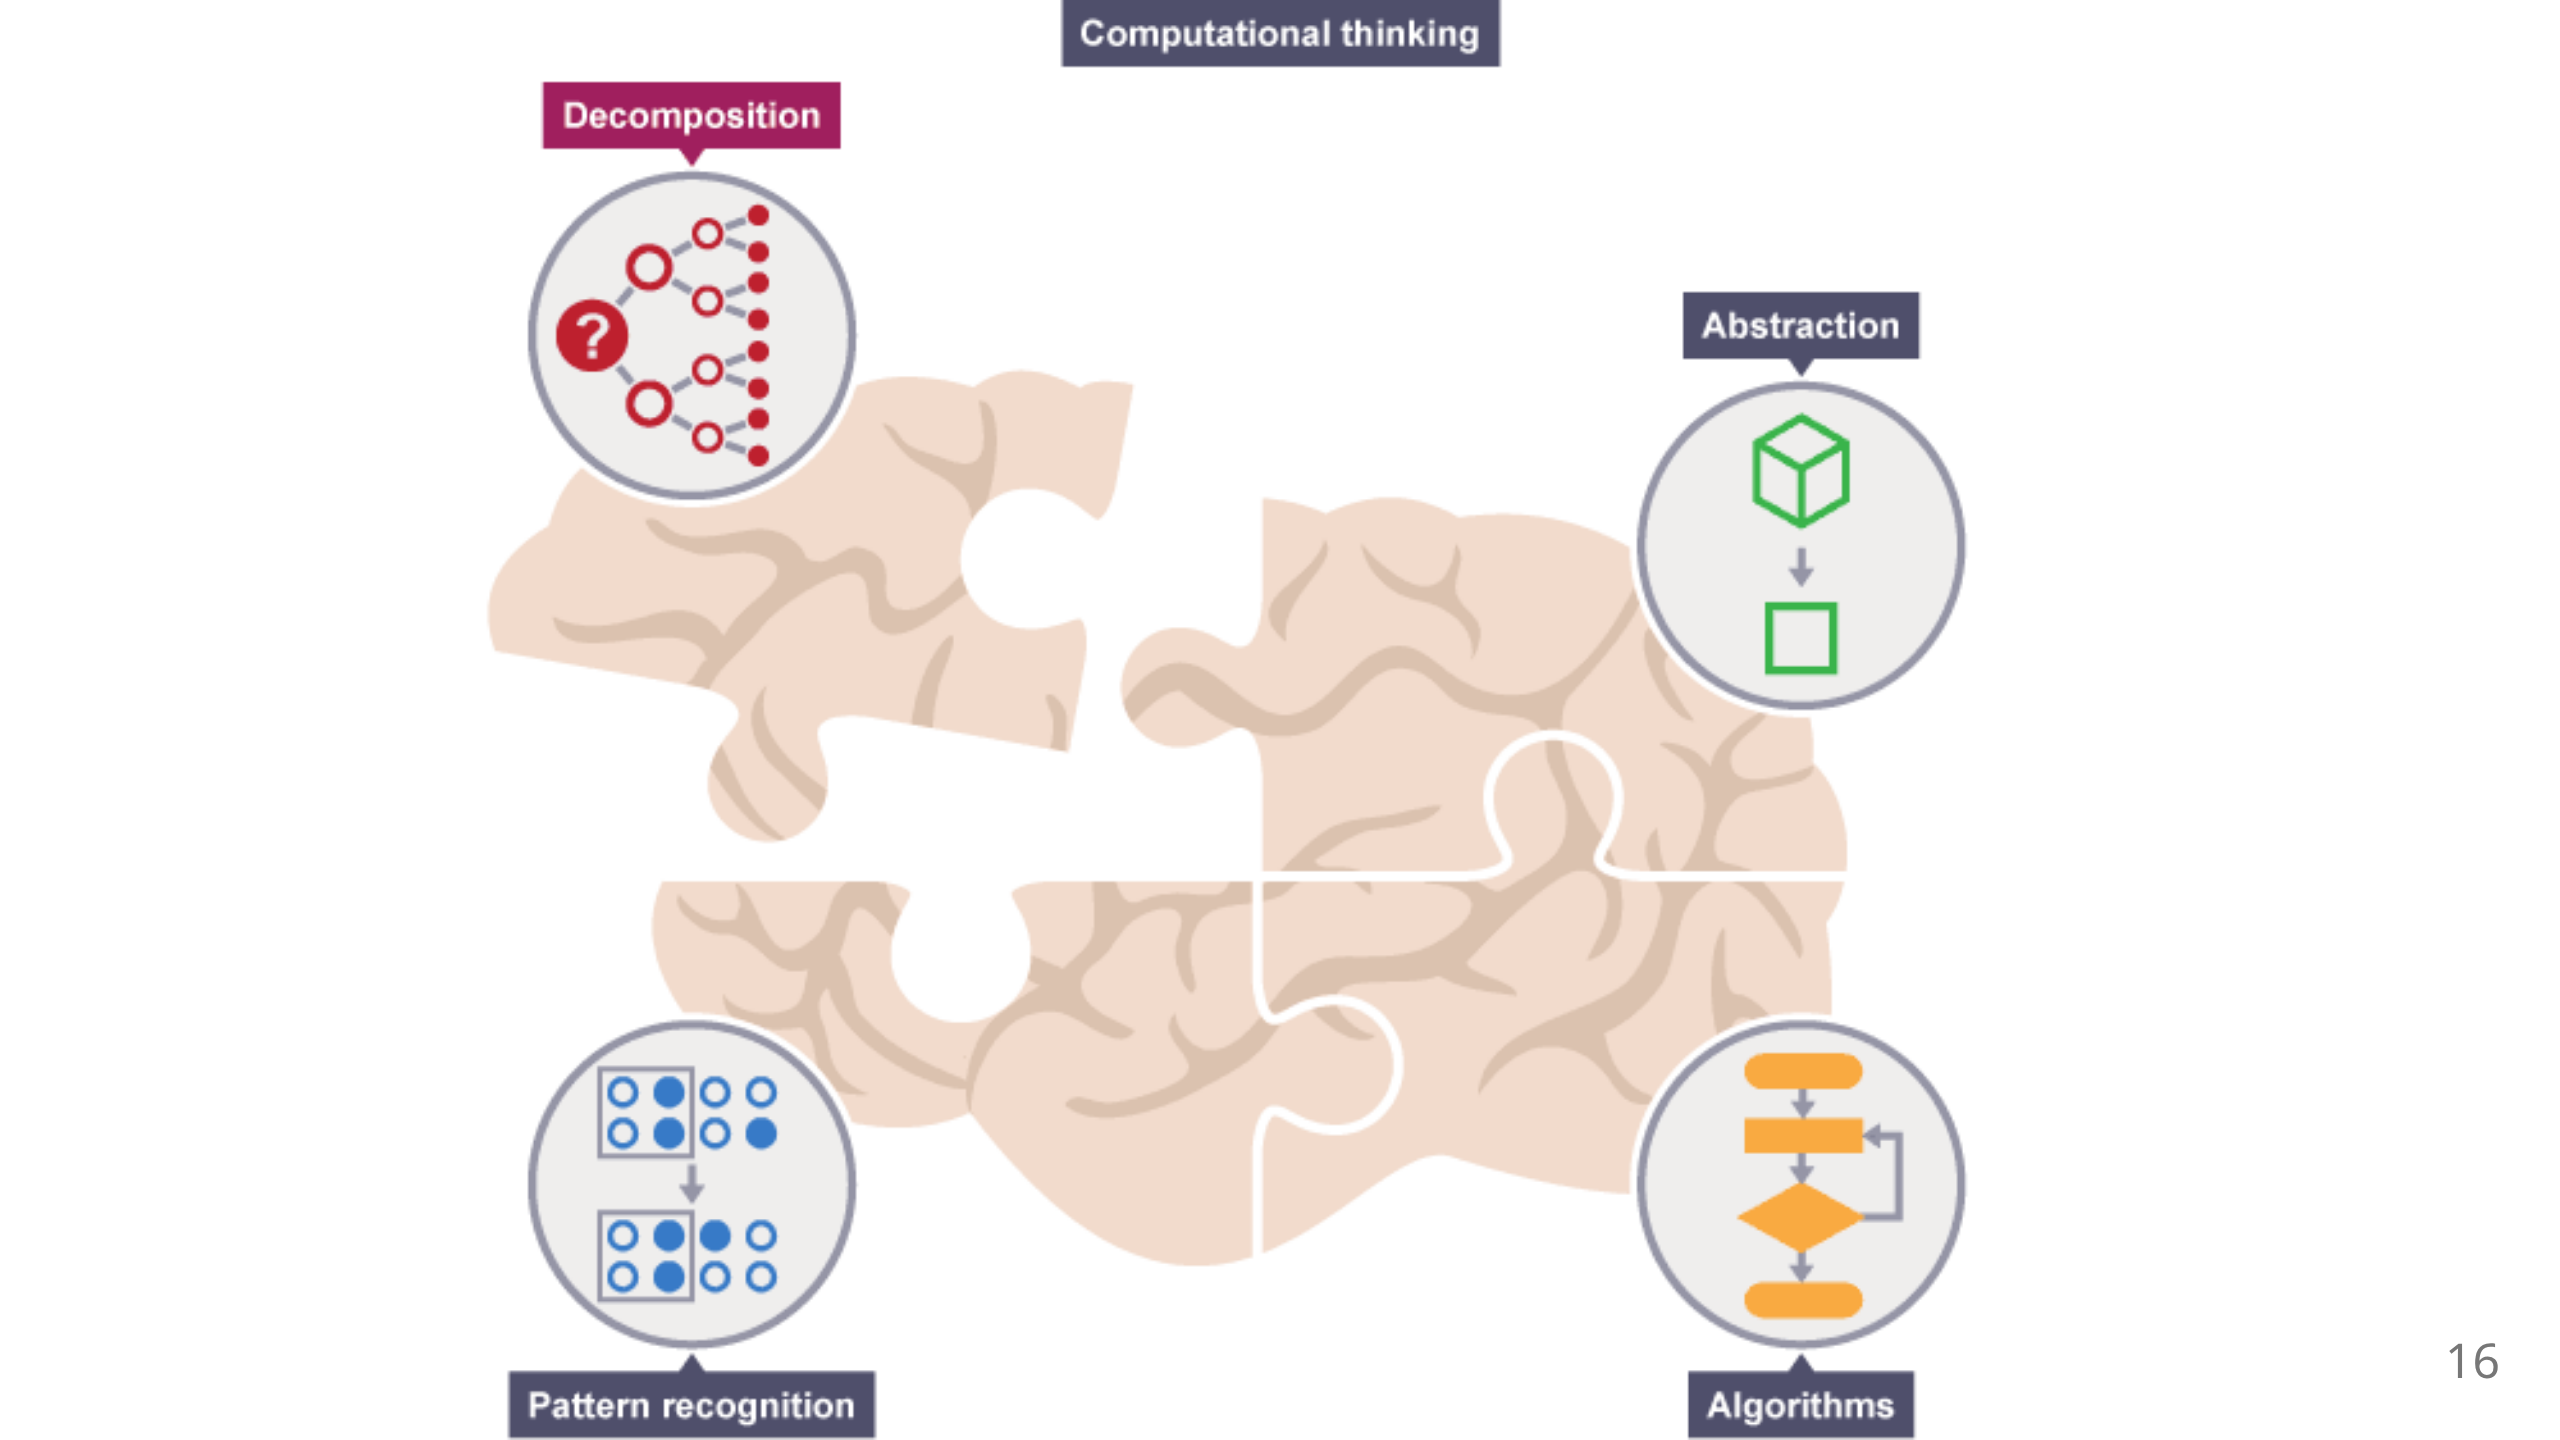 Computational thinking
Decomposition
?
Abstraction
Pattern recognition
Algorithms
16